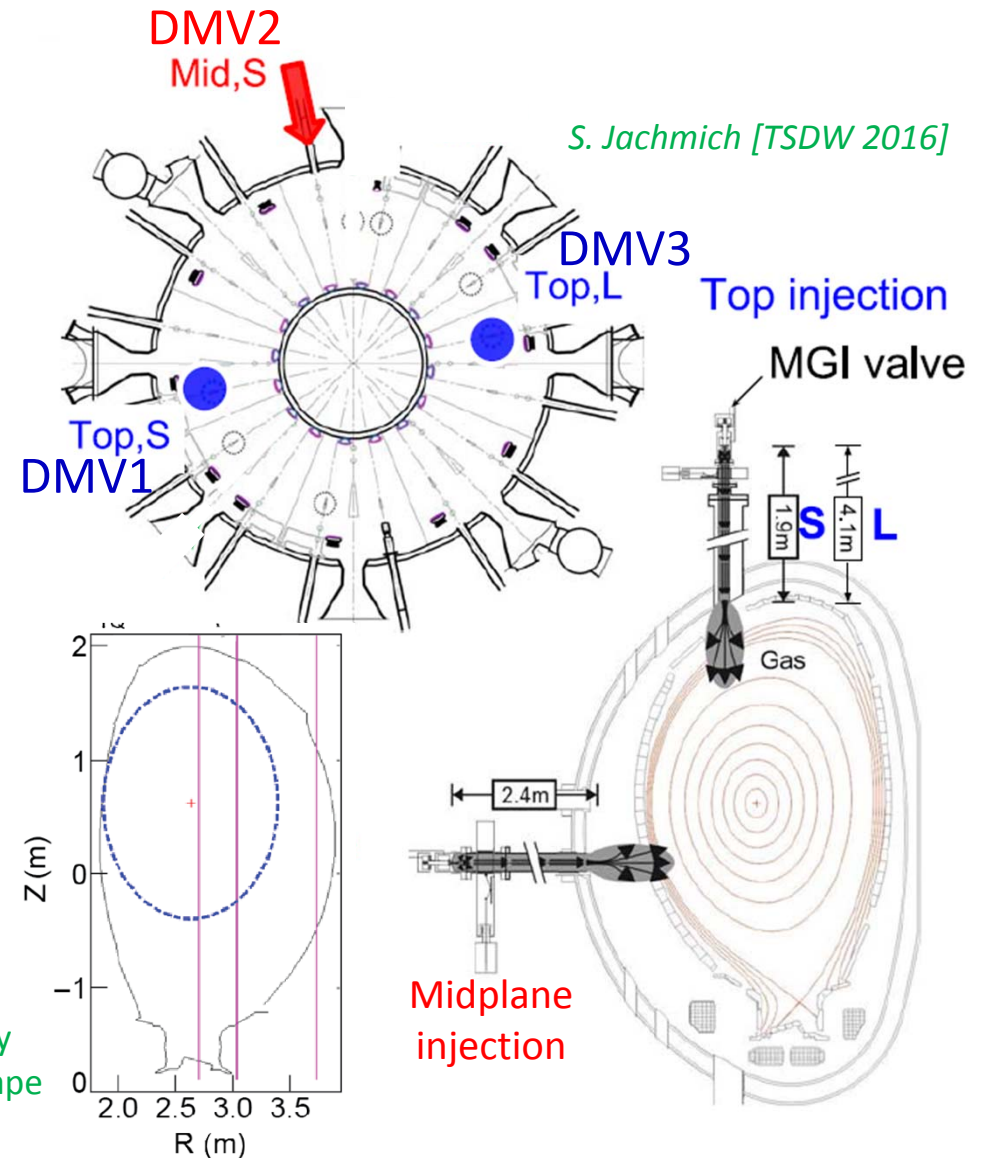 DMV2
Mid,S
S. Jachmich [TSDW 2016]
DMV3
Top,L
Top injection
MGI valve
Top,S
DMV1
1.9m
S
4.1m
L
Gas
2
1
0
−1
0
Z (m)
2.0 2.5 3.0 3.5
R (m)
2.4m
Midplane
injection
y
ape